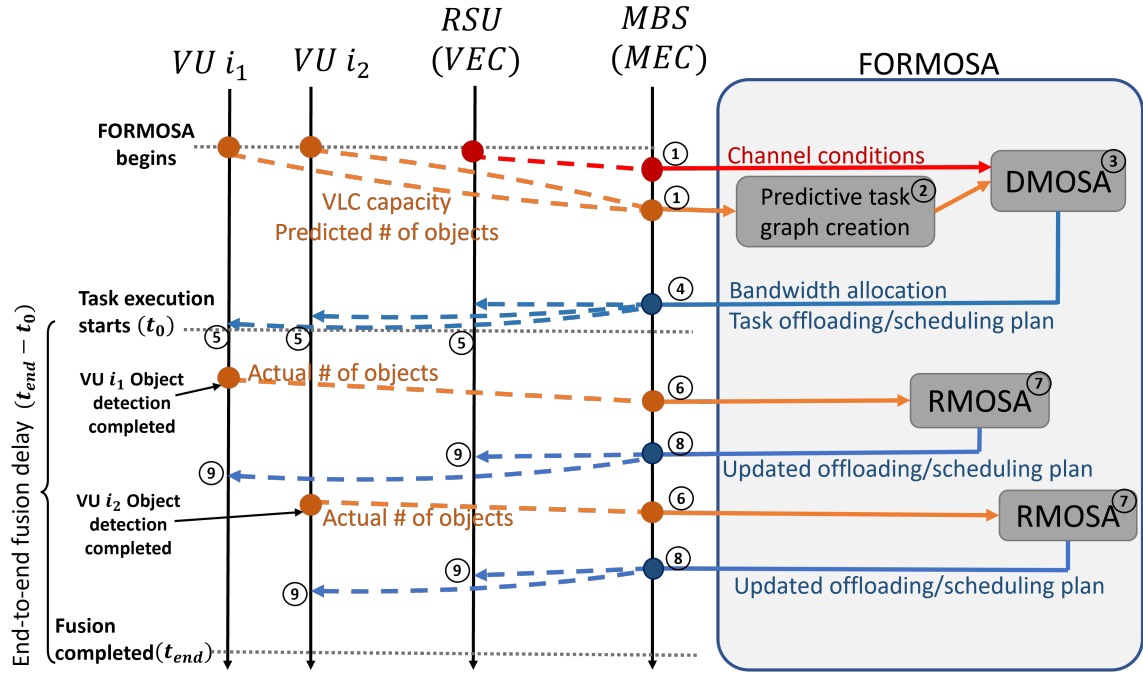 RSU
(VEC)
MBS
(MEC)
VU i₁
VU i₂
FORMOSA
FORMOSA
begins
1
Channel conditions
3
DMOSA
1
2
Predictive task
graph creation
VLC capacity
Predicted # of objects
Task execution
starts (t₀)
4
Bandwidth allocation
Task offloading/scheduling plan
5
5
5
End-to-end fusion delay (t_end − t₀)
VU i₁ Object
detection
completed
Actual # of objects
6
7
RMOSA
9
9
8
Updated offloading/scheduling plan
VU i₂ Object
detection
completed
Actual # of objects
6
7
RMOSA
9
9
8
Updated offloading/scheduling plan
Fusion
completed(t_end)